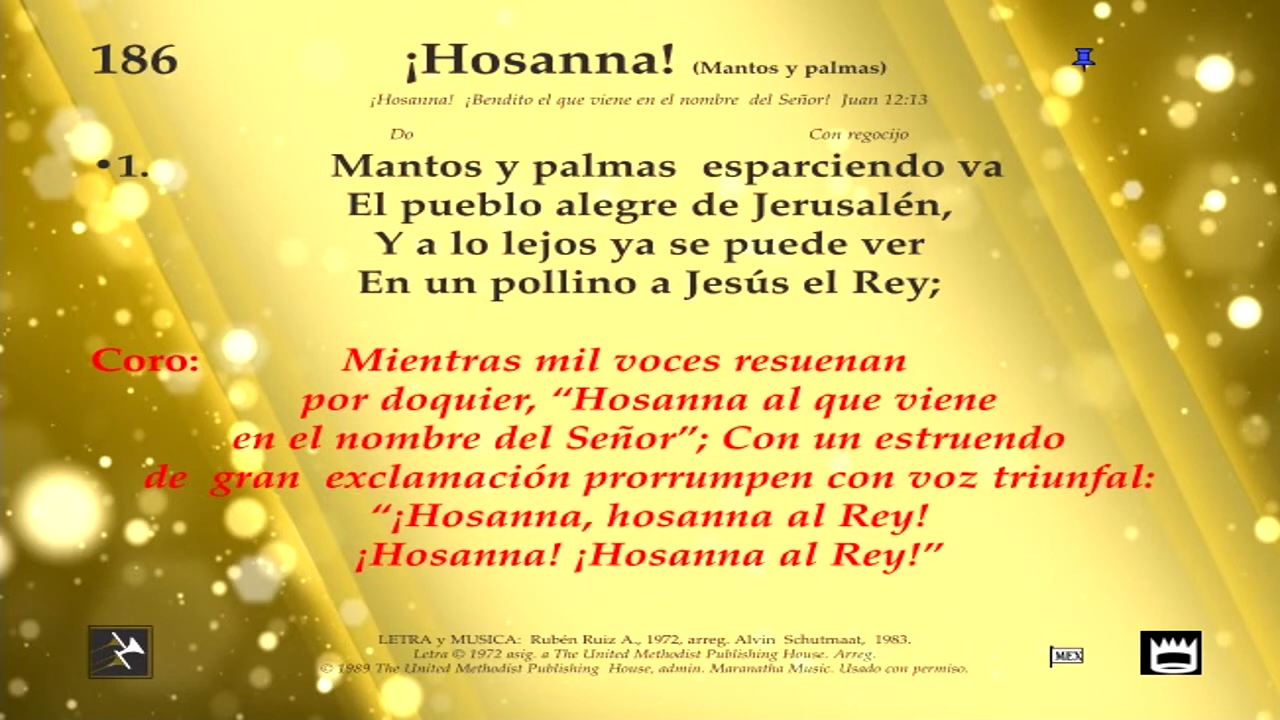 186 ¡Hosanna! (Mantos y palmas)
¡Hosanna! ¡Bendito el que viene en el nombre del Señor! Juan 12:13
Do Con regocijo
•1. Mantos y palmas esparciendo va
El pueblo alegre de Jerusalén,
Y a lo lejos ya se puede ver
En un pollino a Jesús el Rey;
Coro: Mientras mil voces resuenan
por doquier, “Hosanna al que viene
en el nombre del Señor”; Con un estruendo
de gran exclamación prorrumpen con voz triunfal:
“¡Hosanna, hosanna al Rey!
¡Hosanna! ¡Hosanna al Rey!”
LETRA y MUSICA: Rubén Ruiz A., 1972, arreg. Alvin Schutmaat, 1983.
Letra © 1972 asig. a The United Methodist Publishing House. Arreg.
© 1989 The United Methodist Publishing House, admin. Maranatha Music. Usado con permiso.
MEX